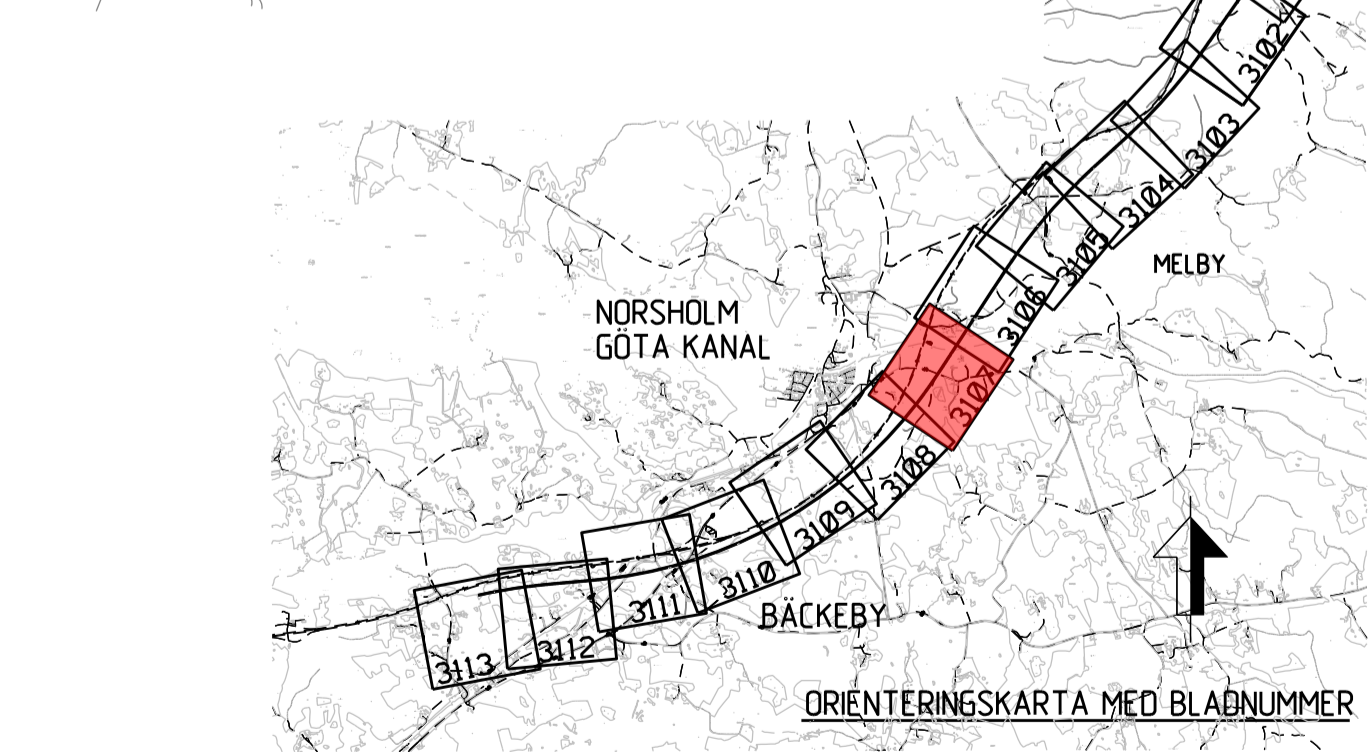 3102
3103
3104
MELBY
3105
3106
NORSHOLM
GÖTA KANAL
3107
3108
3109
3110
3111
BÄCKEBY
3112
3113
ORIENTERINGSKARTA MED BLADNUMMER